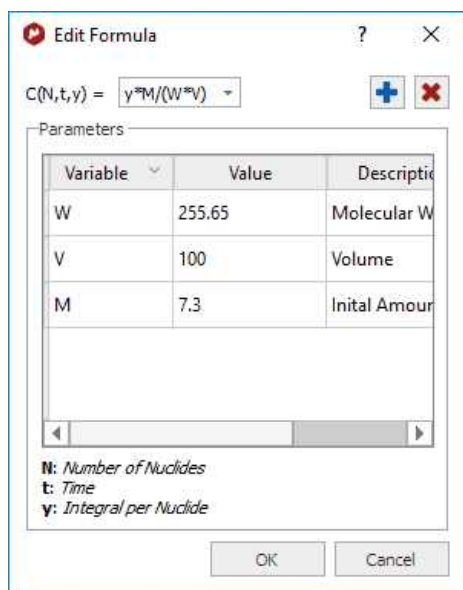 Edit Formula ? ×
C(N,t,y) = y*M/(W*V)
Parameters
Variable Value Descriptic
W 255.65 Molecular W
V 100 Volume
M 7.3 Inital Amour
N: Number of Nuclides
t: Time
y: Integral per Nuclide
OK Cancel